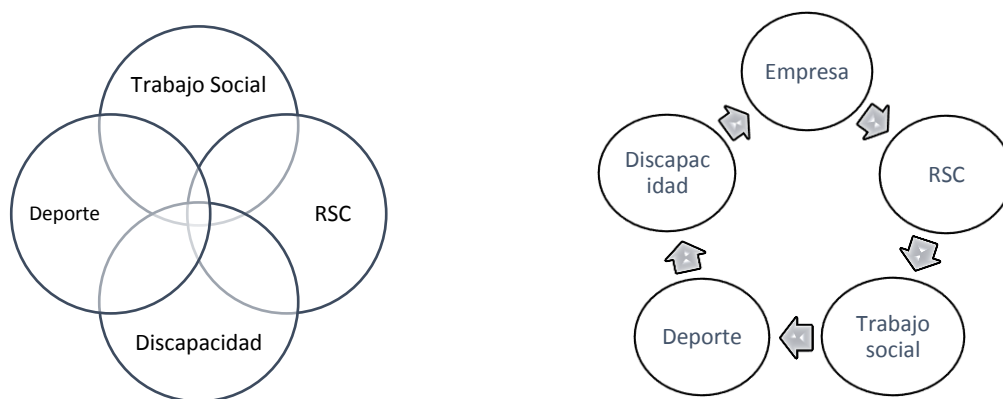 Trabajo Social
Deporte
RSC
Discapacidad
Empresa
RSC
Trabajo
social
Deporte
Discapac
idad